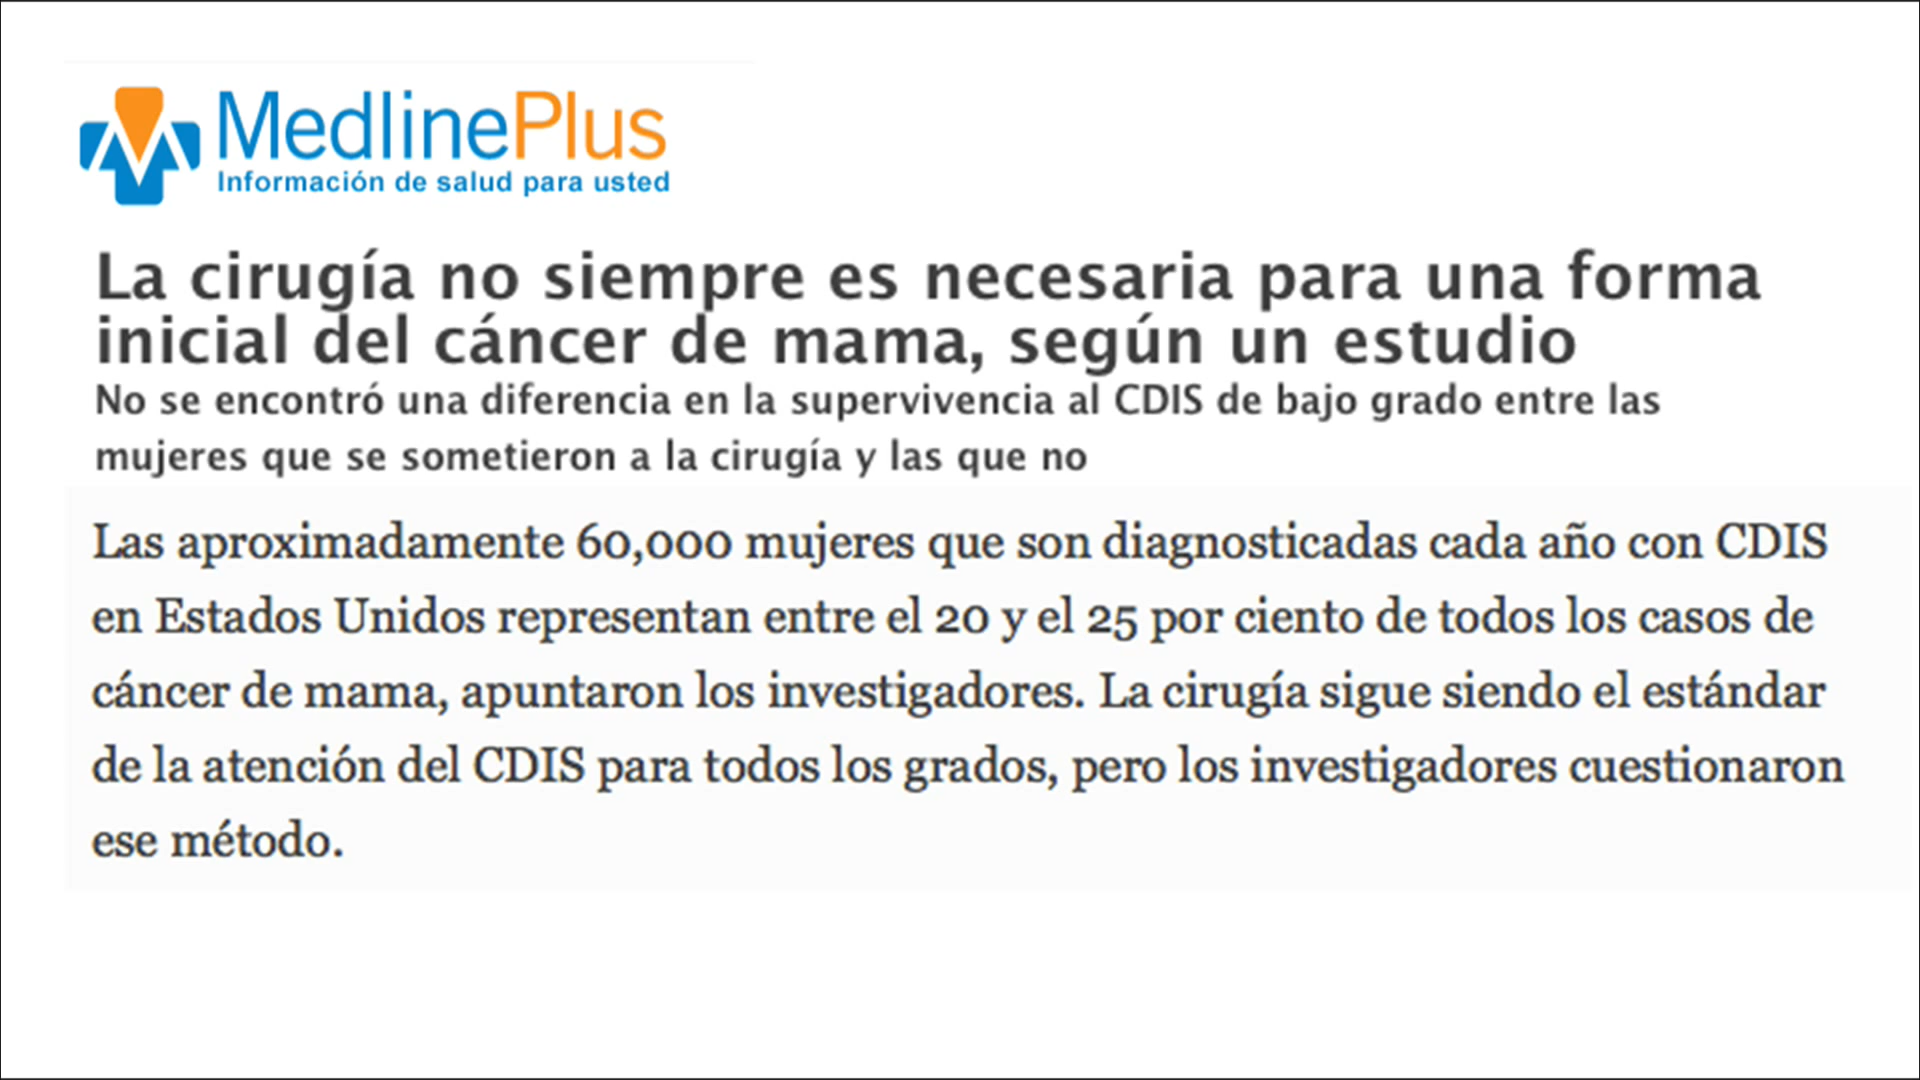 MedlinePlus
Información de salud para usted
La cirugía no siempre es necesaria para una forma
inicial del cáncer de mama, según un estudio
No se encontró una diferencia en la supervivencia al CDIS de bajo grado entre las
mujeres que se sometieron a la cirugía y las que no
Las aproximadamente 60,000 mujeres que son diagnosticadas cada año con CDIS
en Estados Unidos representan entre el 20 y el 25 por ciento de todos los casos de
cáncer de mama, apuntaron los investigadores. La cirugía sigue siendo el estándar
de la atención del CDIS para todos los grados, pero los investigadores cuestionaron
ese método.